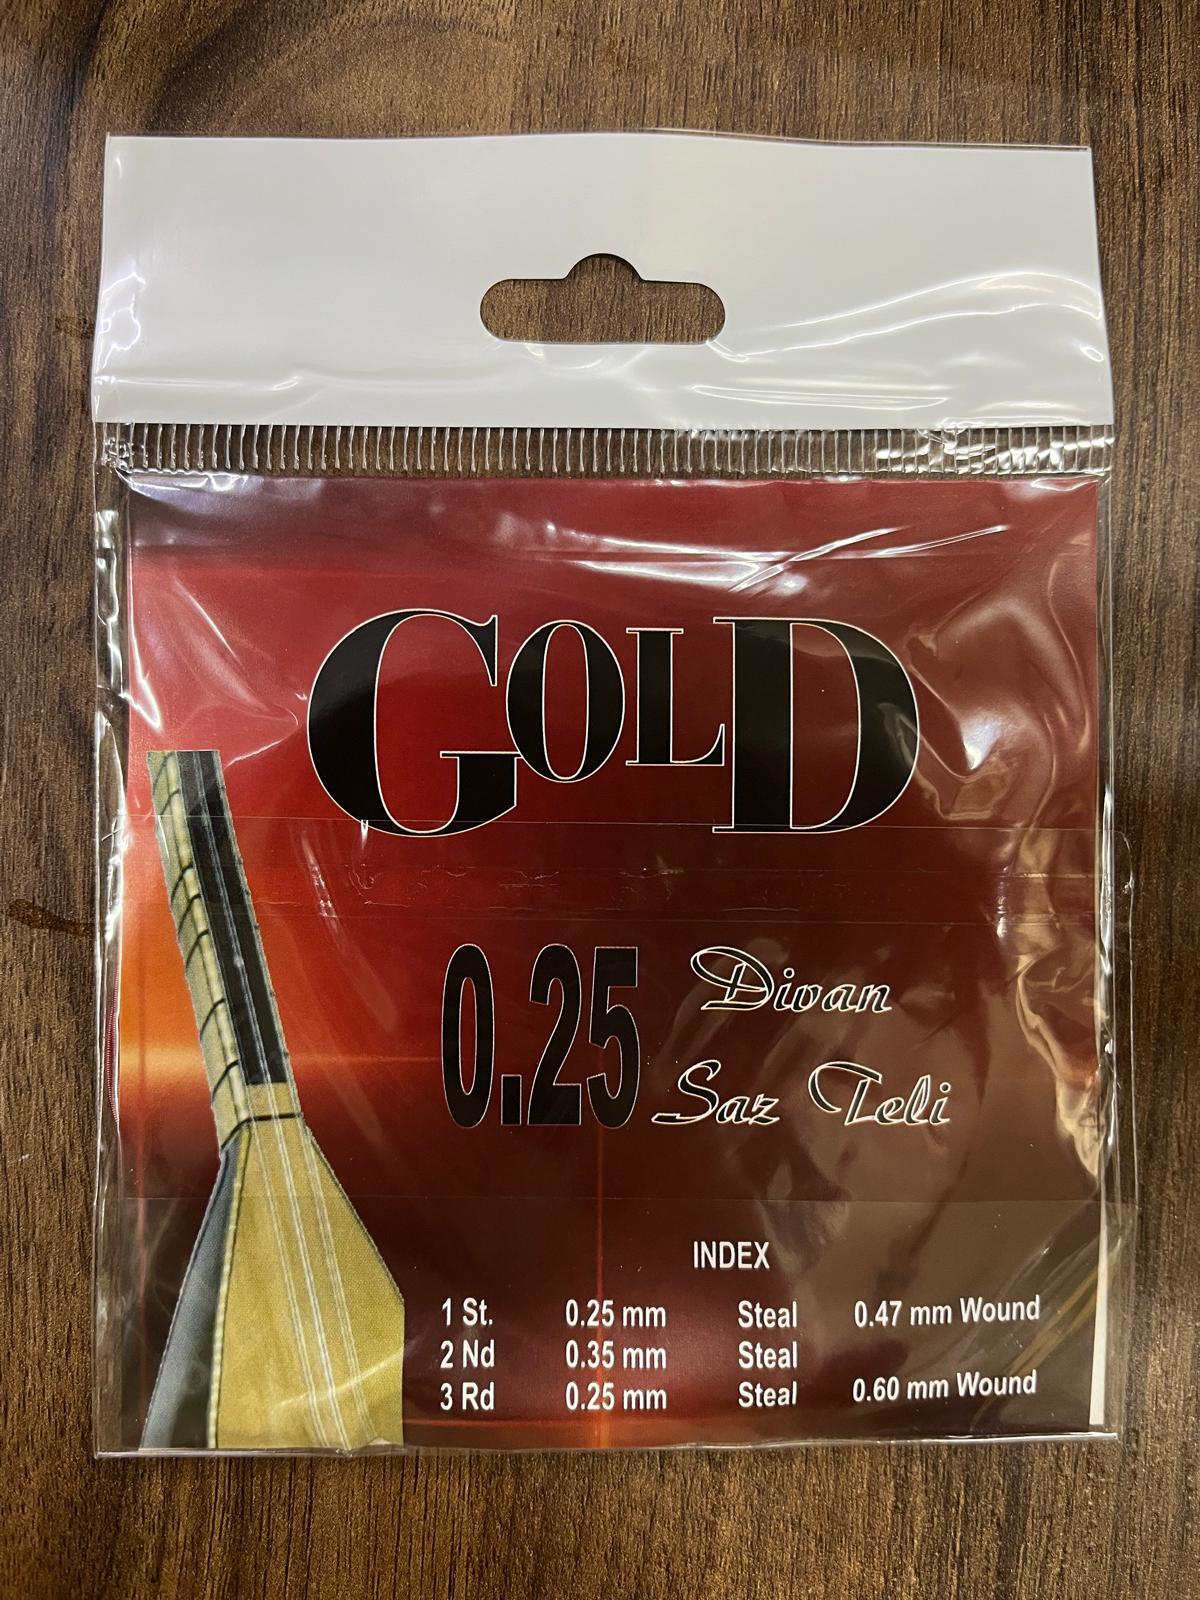 GOLD
0.25 Divan
Saz Teli
INDEX
1 St. 0.25 mm Steal 0.47 mm Wound
2 Nd 0.35 mm Steal
3 Rd 0.25 mm Steal 0.60 mm Wound